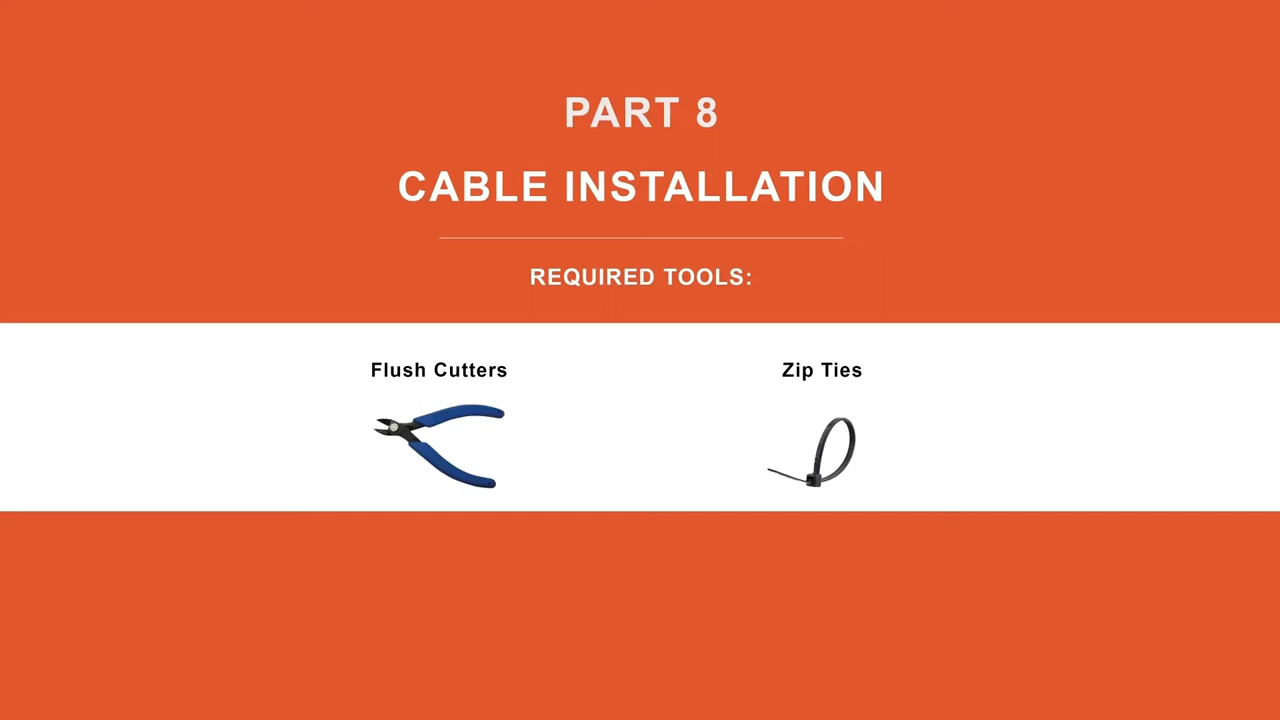 PART 8
CABLE INSTALLATION
REQUIRED TOOLS:
Flush Cutters
Zip Ties